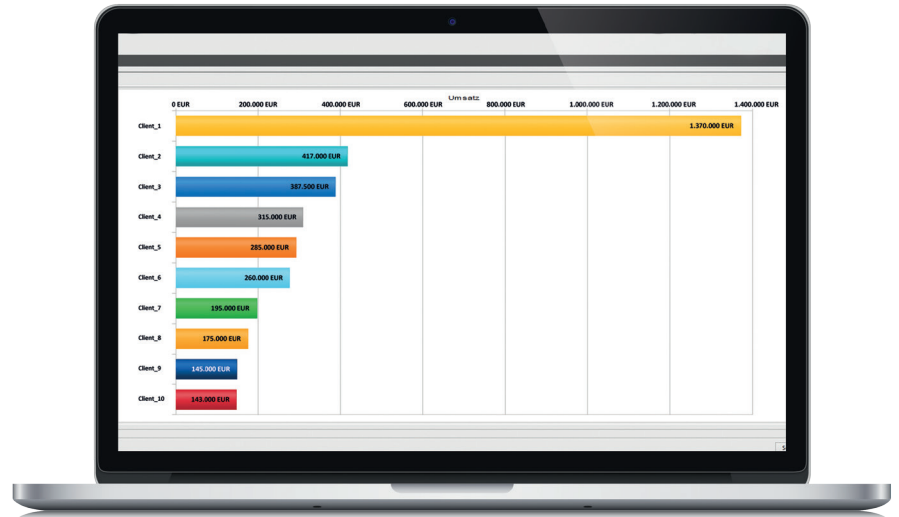 Umsatz
0 EUR 200.000 EUR 400.000 EUR 600.000 EUR 800.000 EUR 1.000.000 EUR 1.200.000 EUR 1.400.000 EUR
Client_1 1.370.000 EUR
Client_2 417.000 EUR
Client_3 387.500 EUR
Client_4 315.000 EUR
Client_5 285.000 EUR
Client_6 260.000 EUR
Client_7 195.000 EUR
Client_8 175.000 EUR
Client_9 145.000 EUR
Client_10 143.000 EUR